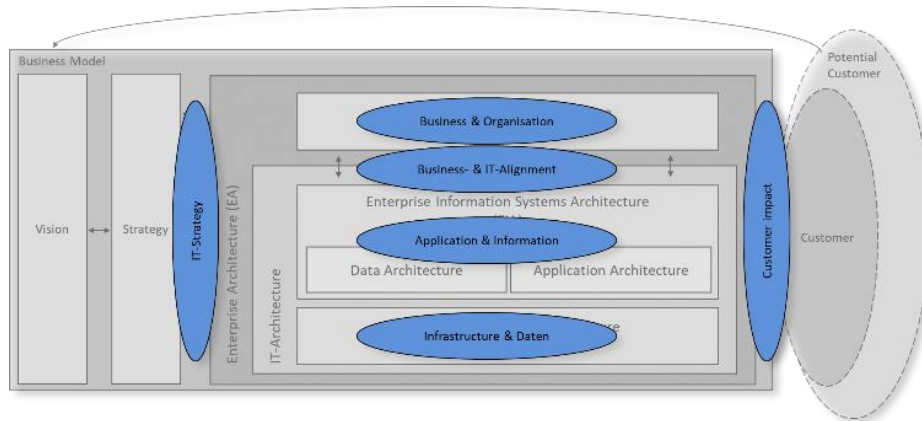 Business Model
Potential
Customer
Vision
Strategy
IT-Strategy
Enterprise Architecture (EA)
IT-Architecture
Business & Organisation
Business- & IT-Alignment
Enterprise Information Systems Architecture
Application & Information
Data Architecture
Application Architecture
Infrastructure & Daten
Customer impact
Customer